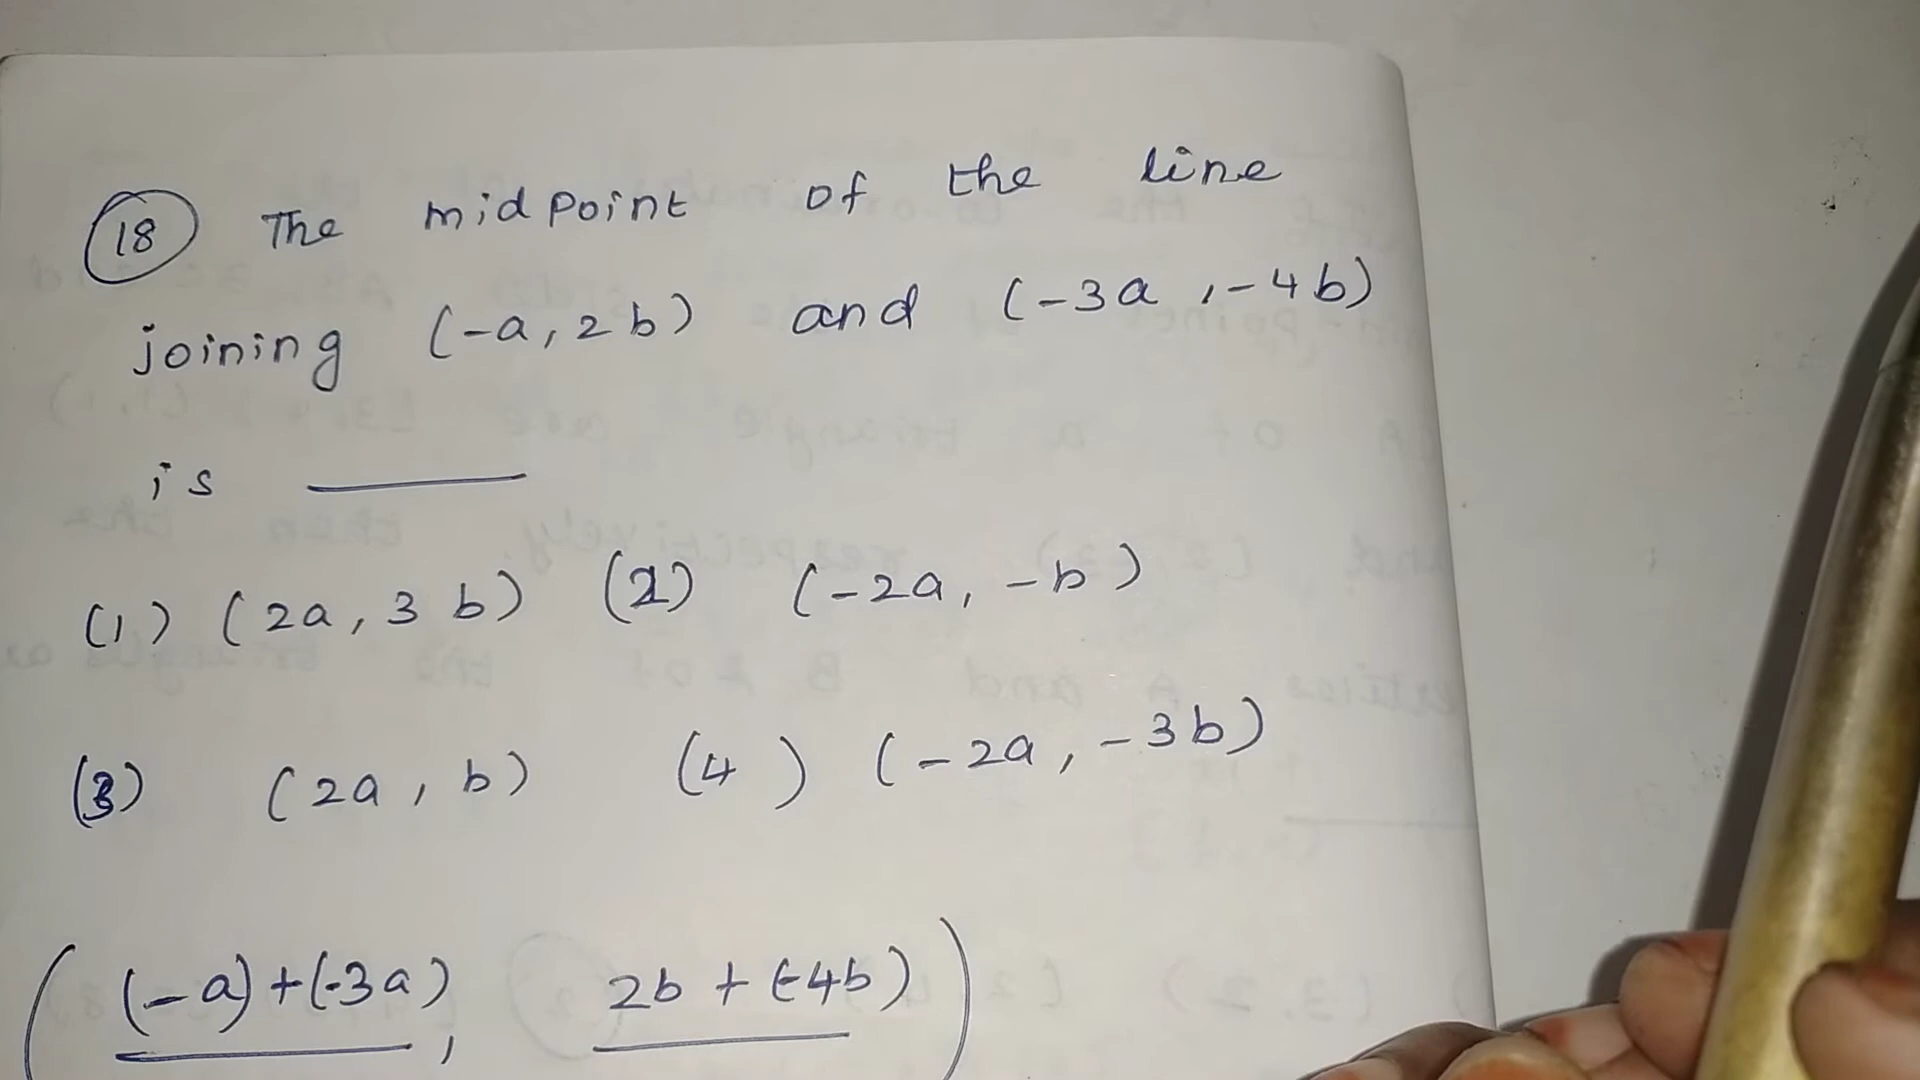 (18) The midpoint of the line
joining (-a, 2b) and (-3a, -4b)
is ______
(1) (2a, 3b) (2) (-2a, -b)
(3) (2a, b) (4) (-2a, -3b)
( (-a)+(-3a) , 2b + (-4b) )